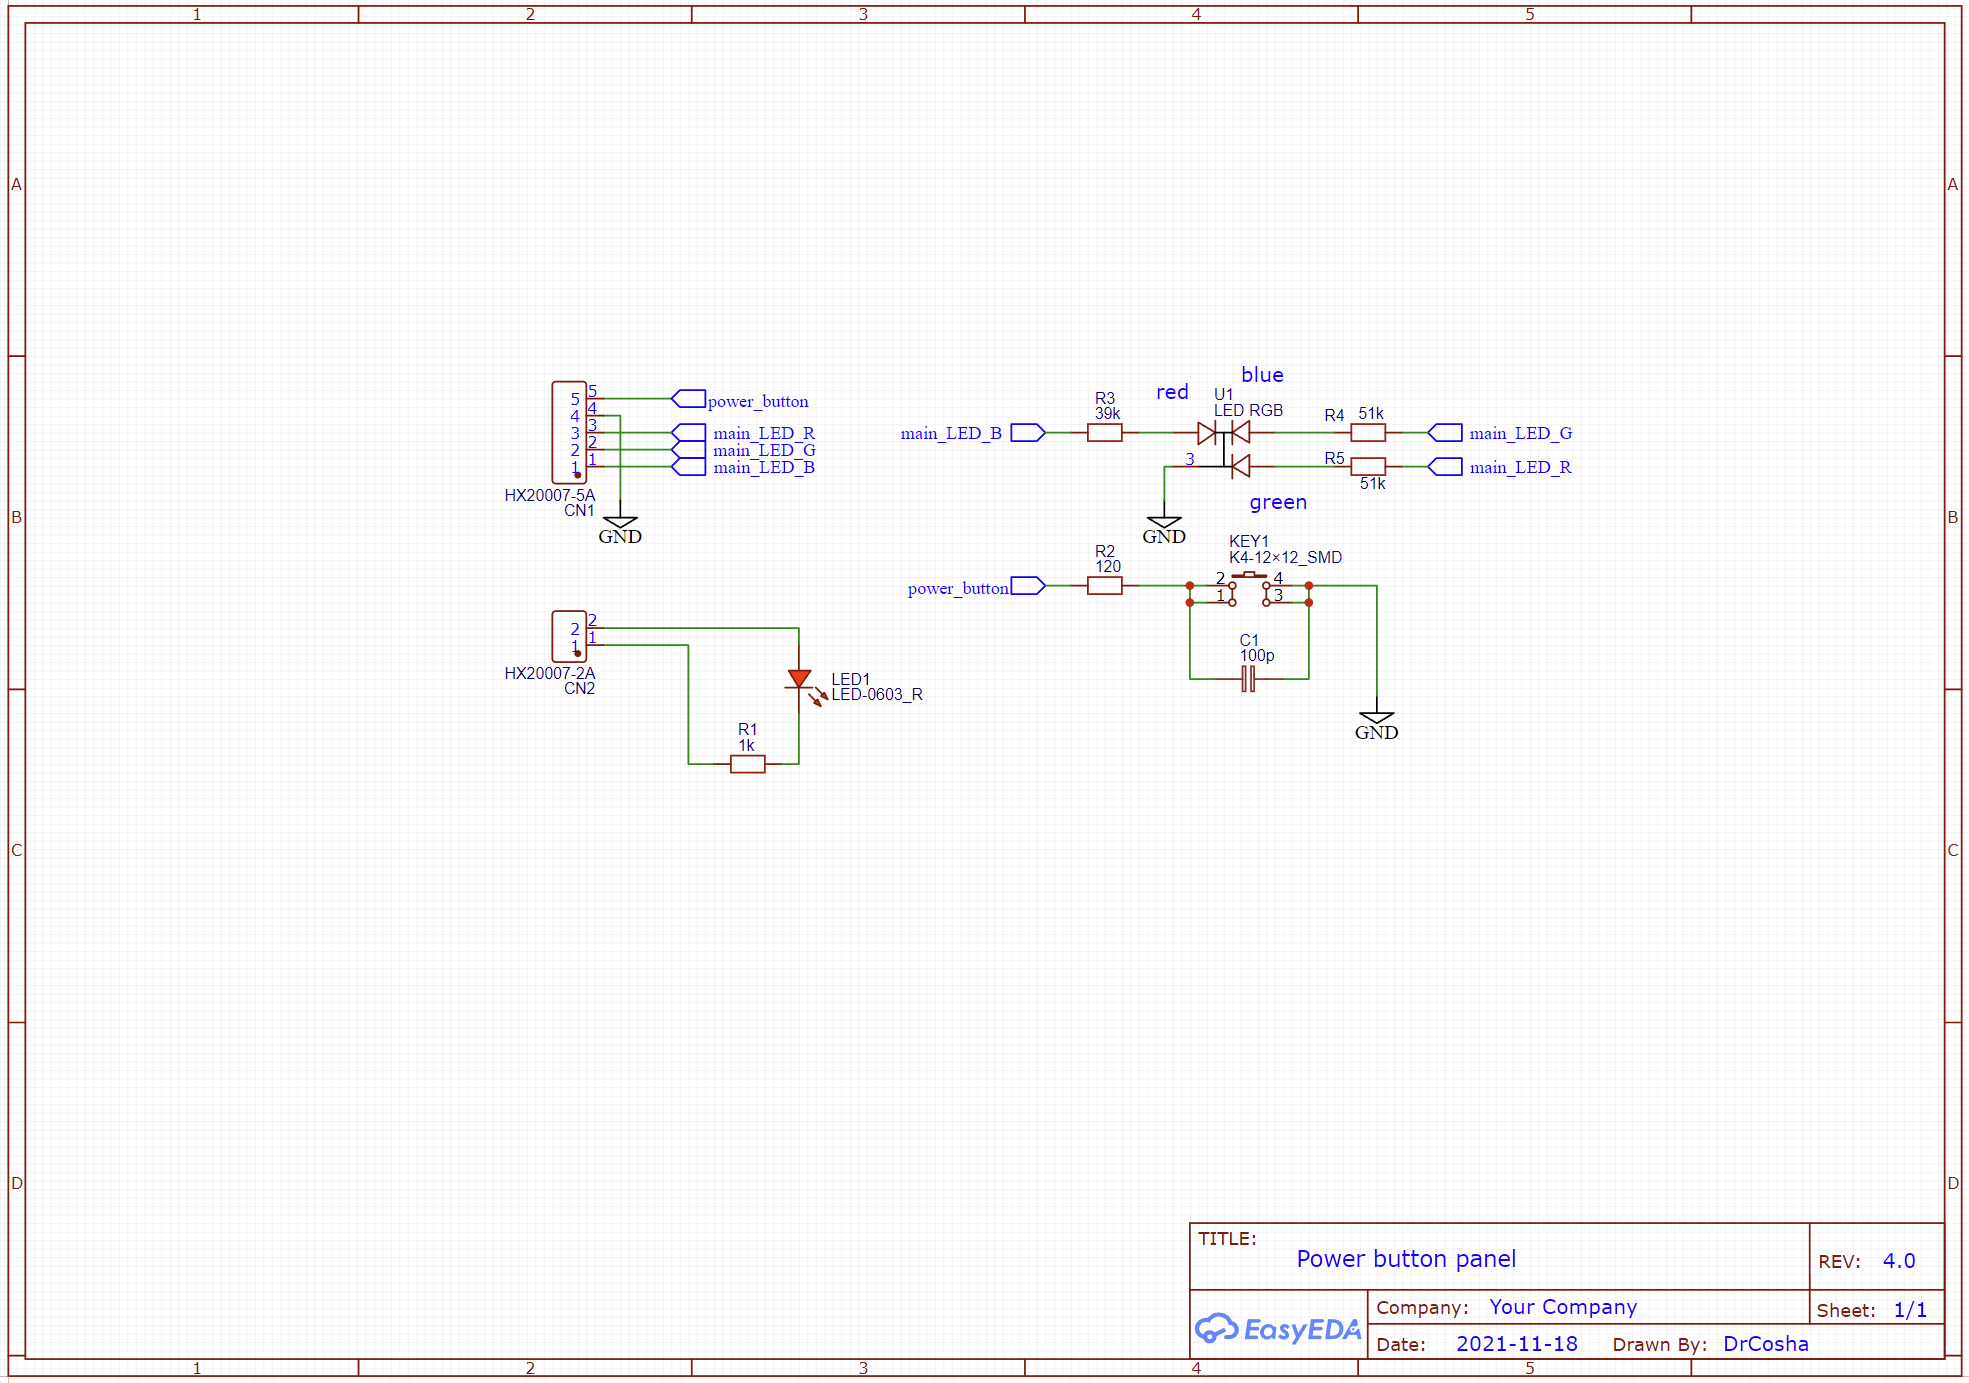 1 2 3 4 5
A A
B B
C C
D D
5 5
4 4
3 3
2 2
1 1
HX20007-5A
CN1
power_button
main_LED_R
main_LED_G
main_LED_B
GND
main_LED_B
R3
39k
red
blue
U1
LED RGB
3
R4 51k
main_LED_G
R5
51k
main_LED_R
green
GND
power_button
R2
120
KEY1
K4-12×12_SMD
2 4
1 3
C1
100p
GND
2 2
1 1
HX20007-2A
CN2
LED1
LED-0603_R
R1
1k
TITLE:
Power button panel
REV: 4.0
EasyEDA
Company: Your Company
Sheet: 1/1
Date: 2021-11-18 Drawn By: DrCosha
1 2 3 4 5